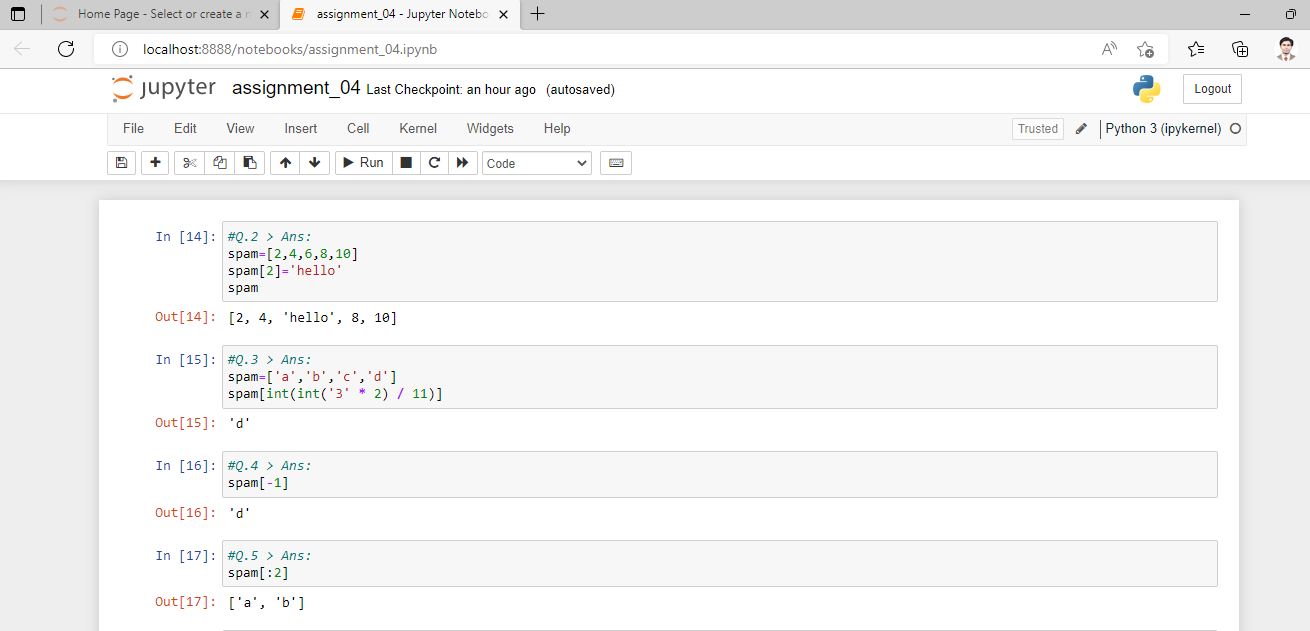 Home Page - Select or create a n
assignment_04 - Jupyter Notebo
localhost:8888/notebooks/assignment_04.ipynb
jupyter assignment_04 Last Checkpoint: an hour ago (autosaved)
Logout
File Edit View Insert Cell Kernel Widgets Help
Trusted
Python 3 (ipykernel)
Run
Code
In [14]: #Q.2 > Ans:
spam=[2,4,6,8,10]
spam[2]='hello'
spam
Out[14]: [2, 4, 'hello', 8, 10]
In [15]: #Q.3 > Ans:
spam=['a','b','c','d']
spam[int(int('3' * 2) / 11)]
Out[15]: 'd'
In [16]: #Q.4 > Ans:
spam[-1]
Out[16]: 'd'
In [17]: #Q.5 > Ans:
spam[:2]
Out[17]: ['a', 'b']